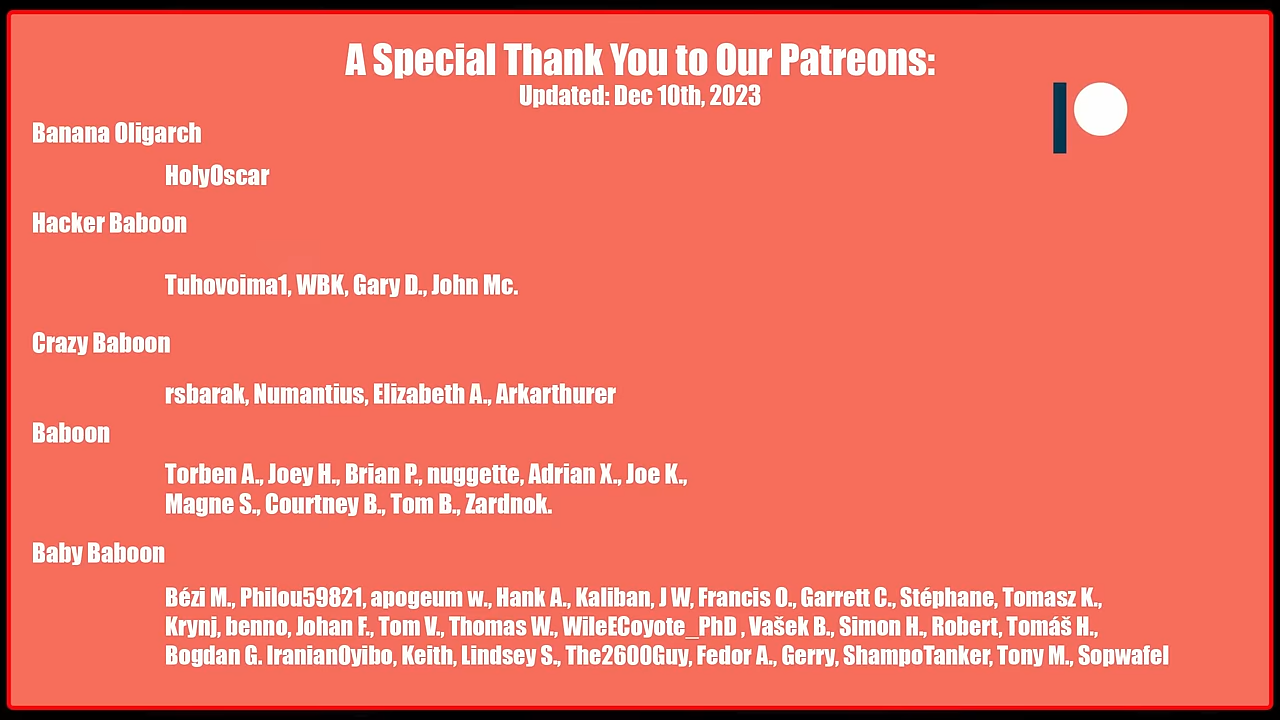 A Special Thank You to Our Patreons:
Updated: Dec 10th, 2023
Banana Oligarch
HolyOscar
Hacker Baboon
Tuhovoima1, WBK, Gary D., John Mc.
Crazy Baboon
rsbarak, Numantius, Elizabeth A., Arkarthurer
Baboon
Torben A., Joey H., Brian P., nuggette, Adrian X., Joe K.,
Magne S., Courtney B., Tom B., Zardnok.
Baby Baboon
Bézi M., Philou59821, apogeum w., Hank A., Kaliban, J W, Francis O., Garrett C., Stéphane, Tomasz K.,
Krynj, benno, Johan F., Tom V., Thomas W., WileECoyote_PhD , Vašek B., Simon H., Robert, Tomáš H.,
Bogdan G. IranianOyibo, Keith, Lindsey S., The2600Guy, Fedor A., Gerry, ShampoTanker, Tony M., Sopwafel